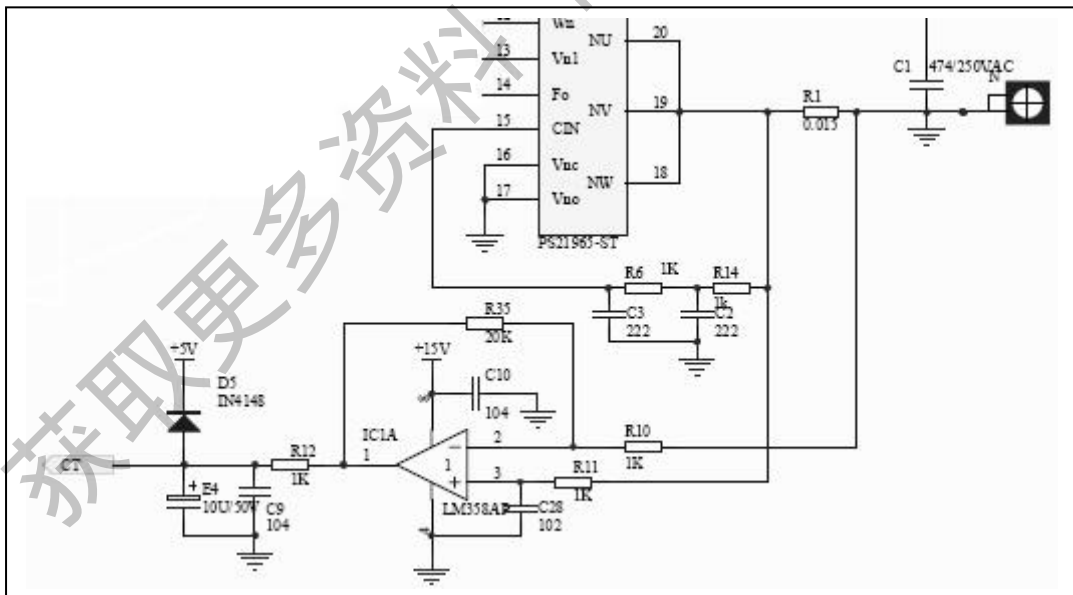 Wn
NU
20
13
Vn1
14
Fo
NV
19
15
CIN
16
Vnc
NW
18
17
Vno
PS21965-ST
R1
0.015
C1
474/250VAC
N
R6
1K
R14
1k
C3
222
C2
222
R35
20K
+5V
D5
IN4148
+15V
C10
104
8
IC1A
1
1
2
3
R10
1K
R11
1K
R12
1K
CT
E4
10U/50V
C9
104
LM358AP
C28
102
4
获取更多资料